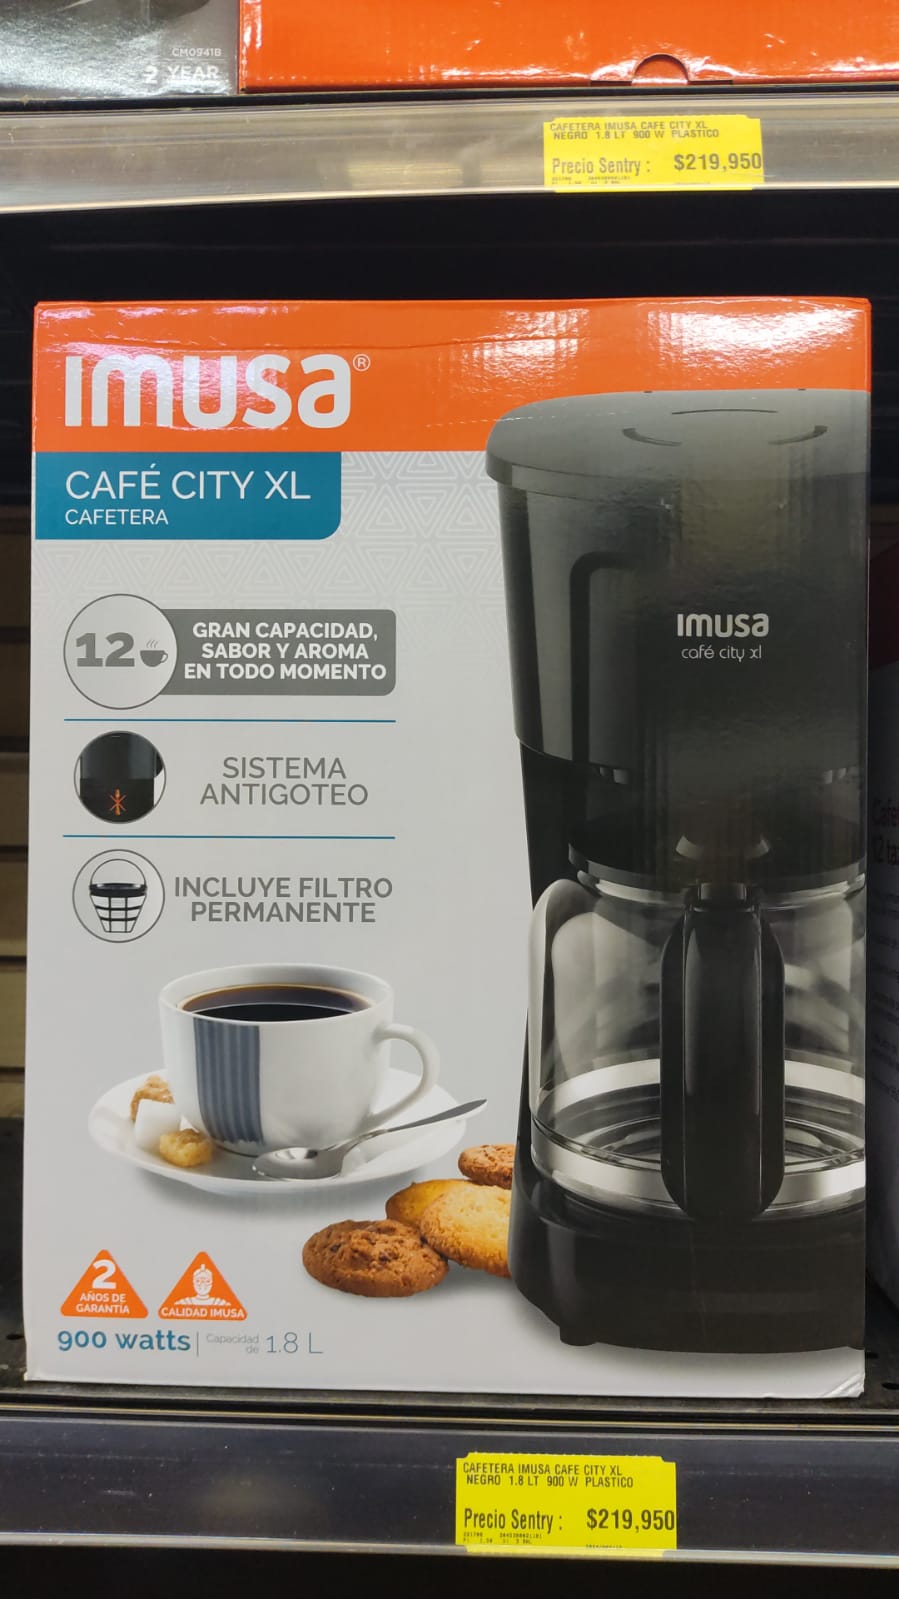 CM0941B
2 YEAR
CAFETERA IMUSA CAFE CITY XL
NEGRO 1.8 LT 900 W PLASTICO
Precio Sentry : $219,950
imusa®
CAFÉ CITY XL
CAFETERA
12
GRAN CAPACIDAD,
SABOR Y AROMA
EN TODO MOMENTO
imusa
café city xl
SISTEMA
ANTIGOTEO
INCLUYE FILTRO
PERMANENTE
2
AÑOS DE
GARANTÍA
CALIDAD IMUSA
900 watts
Capacidad
de 1.8 L
CAFETERA IMUSA CAFE CITY XL
NEGRO 1.8 LT 900 W PLASTICO
Precio Sentry : $219,950